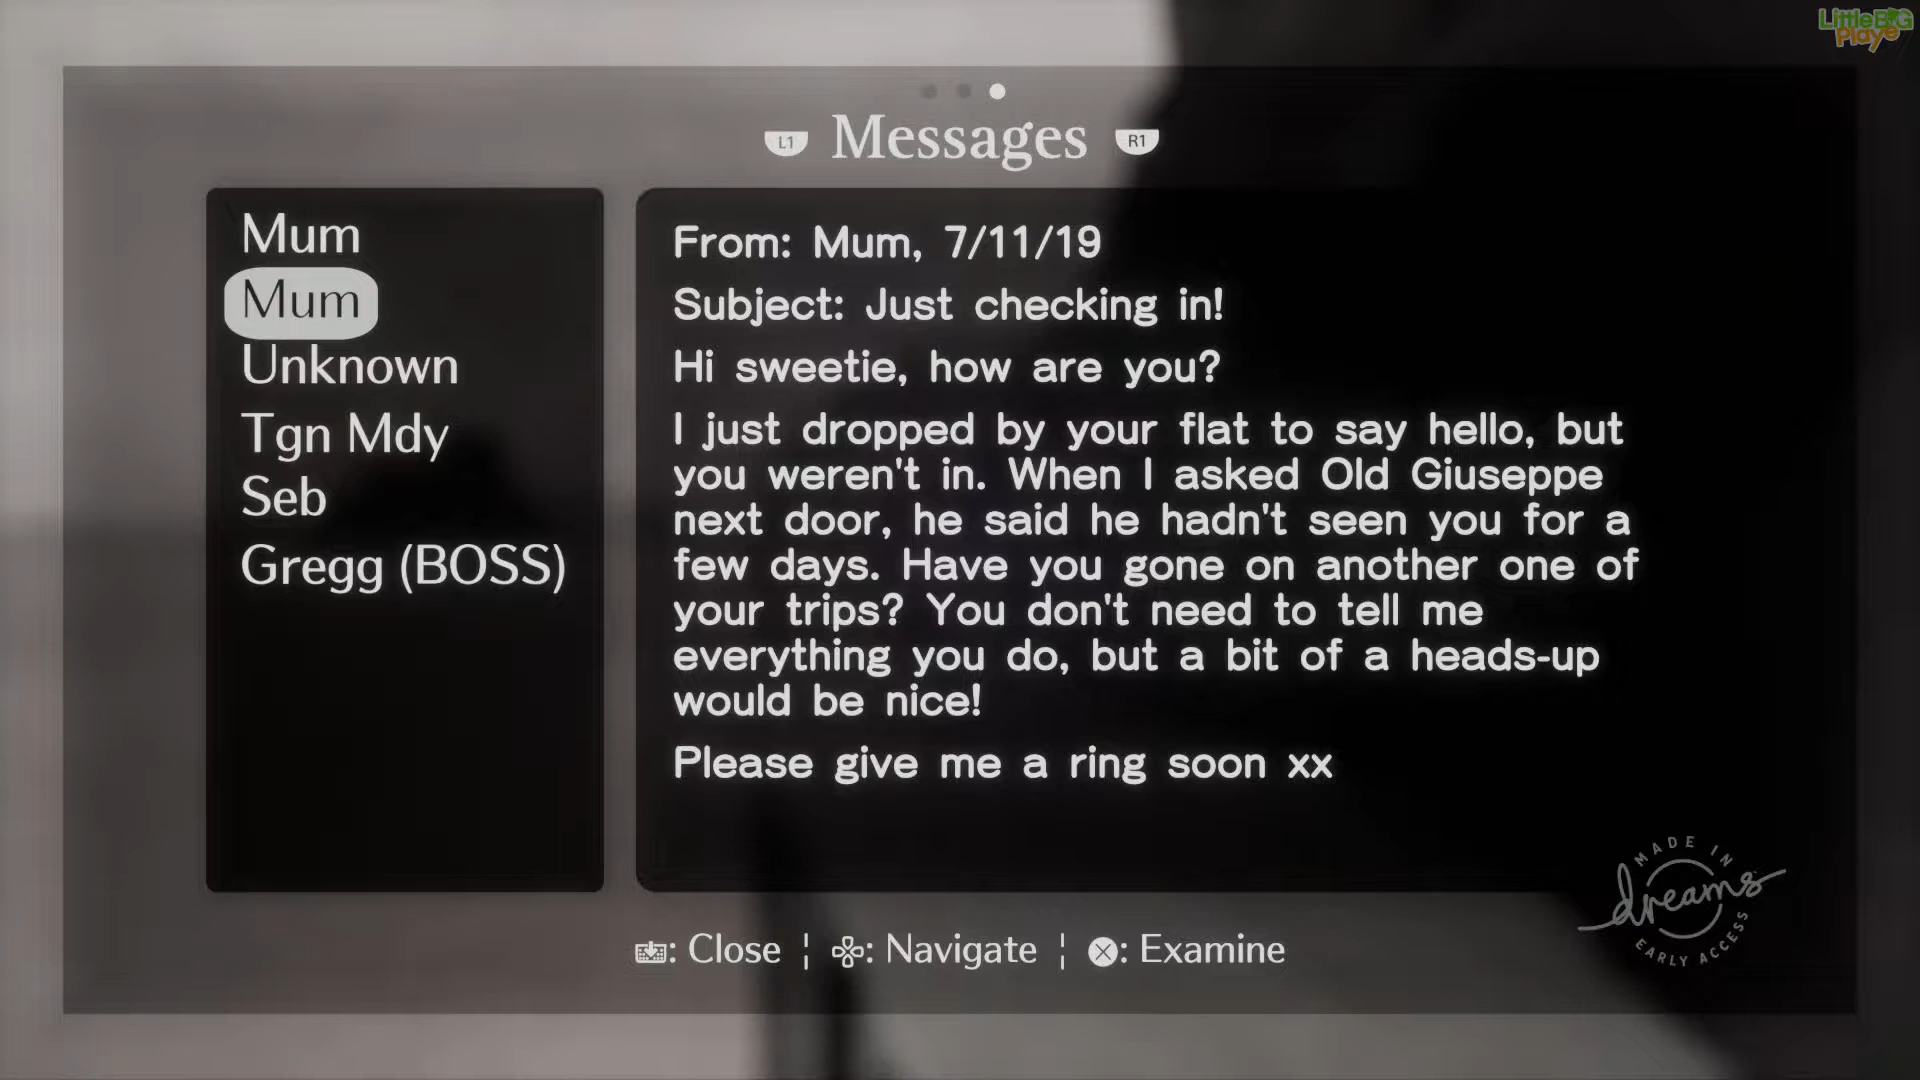 LittleBIG
Playe
L1 Messages R1
Mum
Mum
Unknown
Tgn Mdy
Seb
Gregg (BOSS)
From: Mum, 7/11/19
Subject: Just checking in!
Hi sweetie, how are you?
I just dropped by your flat to say hello, but
you weren't in. When I asked Old Giuseppe
next door, he said he hadn't seen you for a
few days. Have you gone on another one of
your trips? You don't need to tell me
everything you do, but a bit of a heads-up
would be nice!
Please give me a ring soon xx
MADE IN
dreams
EARLY ACCESS
: Close ¦ : Navigate ¦ : Examine